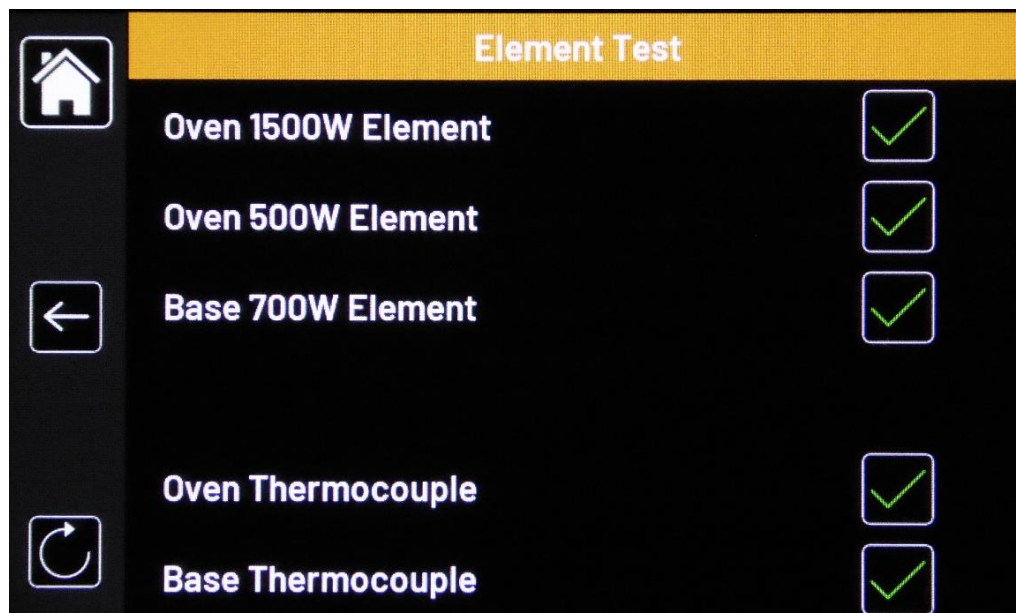 Element Test
Oven 1500W Element
Oven 500W Element
Base 700W Element
Oven Thermocouple
Base Thermocouple